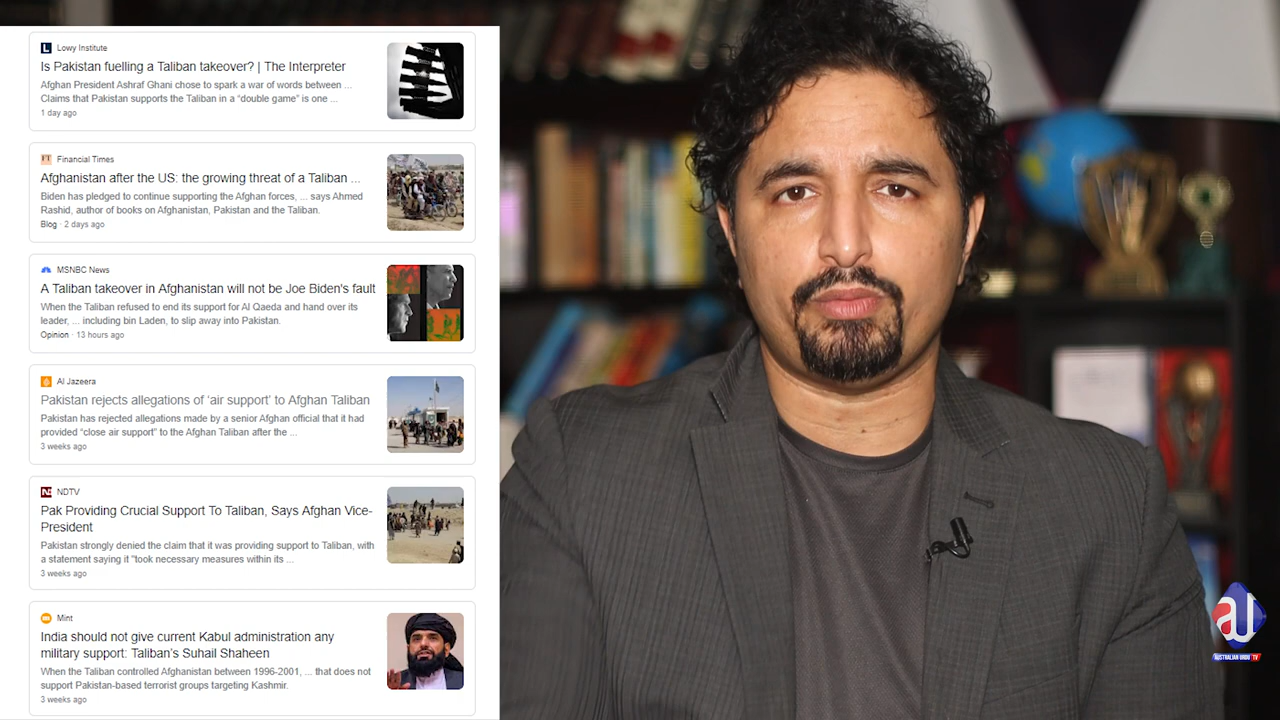 Lowy Institute
Is Pakistan fuelling a Taliban takeover? | The Interpreter
Afghan President Ashraf Ghani chose to spark a war of words between ...
Claims that Pakistan supports the Taliban in a "double game" is one ...
1 day ago
Financial Times
Afghanistan after the US: the growing threat of a Taliban ...
Biden has pledged to continue supporting the Afghan forces, ... says Ahmed
Rashid, author of books on Afghanistan, Pakistan and the Taliban.
Blog · 2 days ago
MSNBC News
A Taliban takeover in Afghanistan will not be Joe Biden's fault
When the Taliban refused to end its support for Al Qaeda and hand over its
leader, ... including bin Laden, to slip away into Pakistan.
Opinion · 13 hours ago
Al Jazeera
Pakistan rejects allegations of 'air support' to Afghan Taliban
Pakistan has rejected allegations made by a senior Afghan official that it had
provided "close air support" to the Afghan Taliban after the ...
3 weeks ago
NDTV
Pak Providing Crucial Support To Taliban, Says Afghan Vice-
President
Pakistan strongly denied the claim that it was providing support to Taliban, with
a statement saying it "took necessary measures within its ...
3 weeks ago
Mint
India should not give current Kabul administration any
military support: Taliban's Suhail Shaheen
When the Taliban controlled Afghanistan between 1996-2001, ... that does not
support Pakistan-based terrorist groups targeting Kashmir.
3 weeks ago
AUSTRALIAN URDU TV